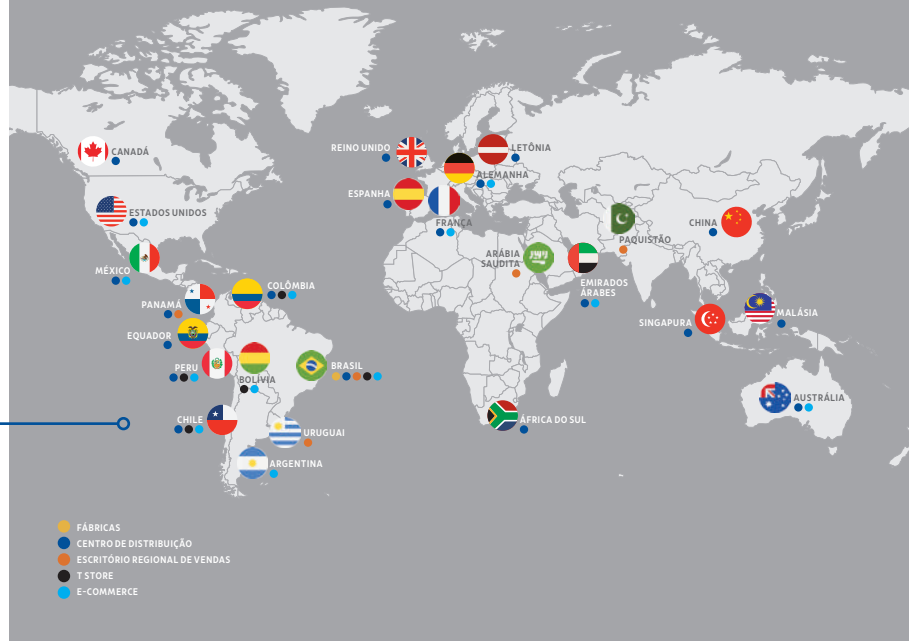 CANADÁ
REINO UNIDO
LETÔNIA
ALEMANHA
ESPANHA
ESTADOS UNIDOS
FRANÇA
CHINA
PAQUISTÃO
ARÁBIA
SAUDITA
MÉXICO
EMIRADOS
ÁRABES
COLÔMBIA
PANAMÁ
MALÁSIA
SINGAPURA
EQUADOR
PERU
BOLÍVIA
BRASIL
AUSTRÁLIA
CHILE
ÁFRICA DO SUL
URUGUAI
ARGENTINA
FÁBRICAS
CENTRO DE DISTRIBUIÇÃO
ESCRITÓRIO REGIONAL DE VENDAS
T STORE
E-COMMERCE